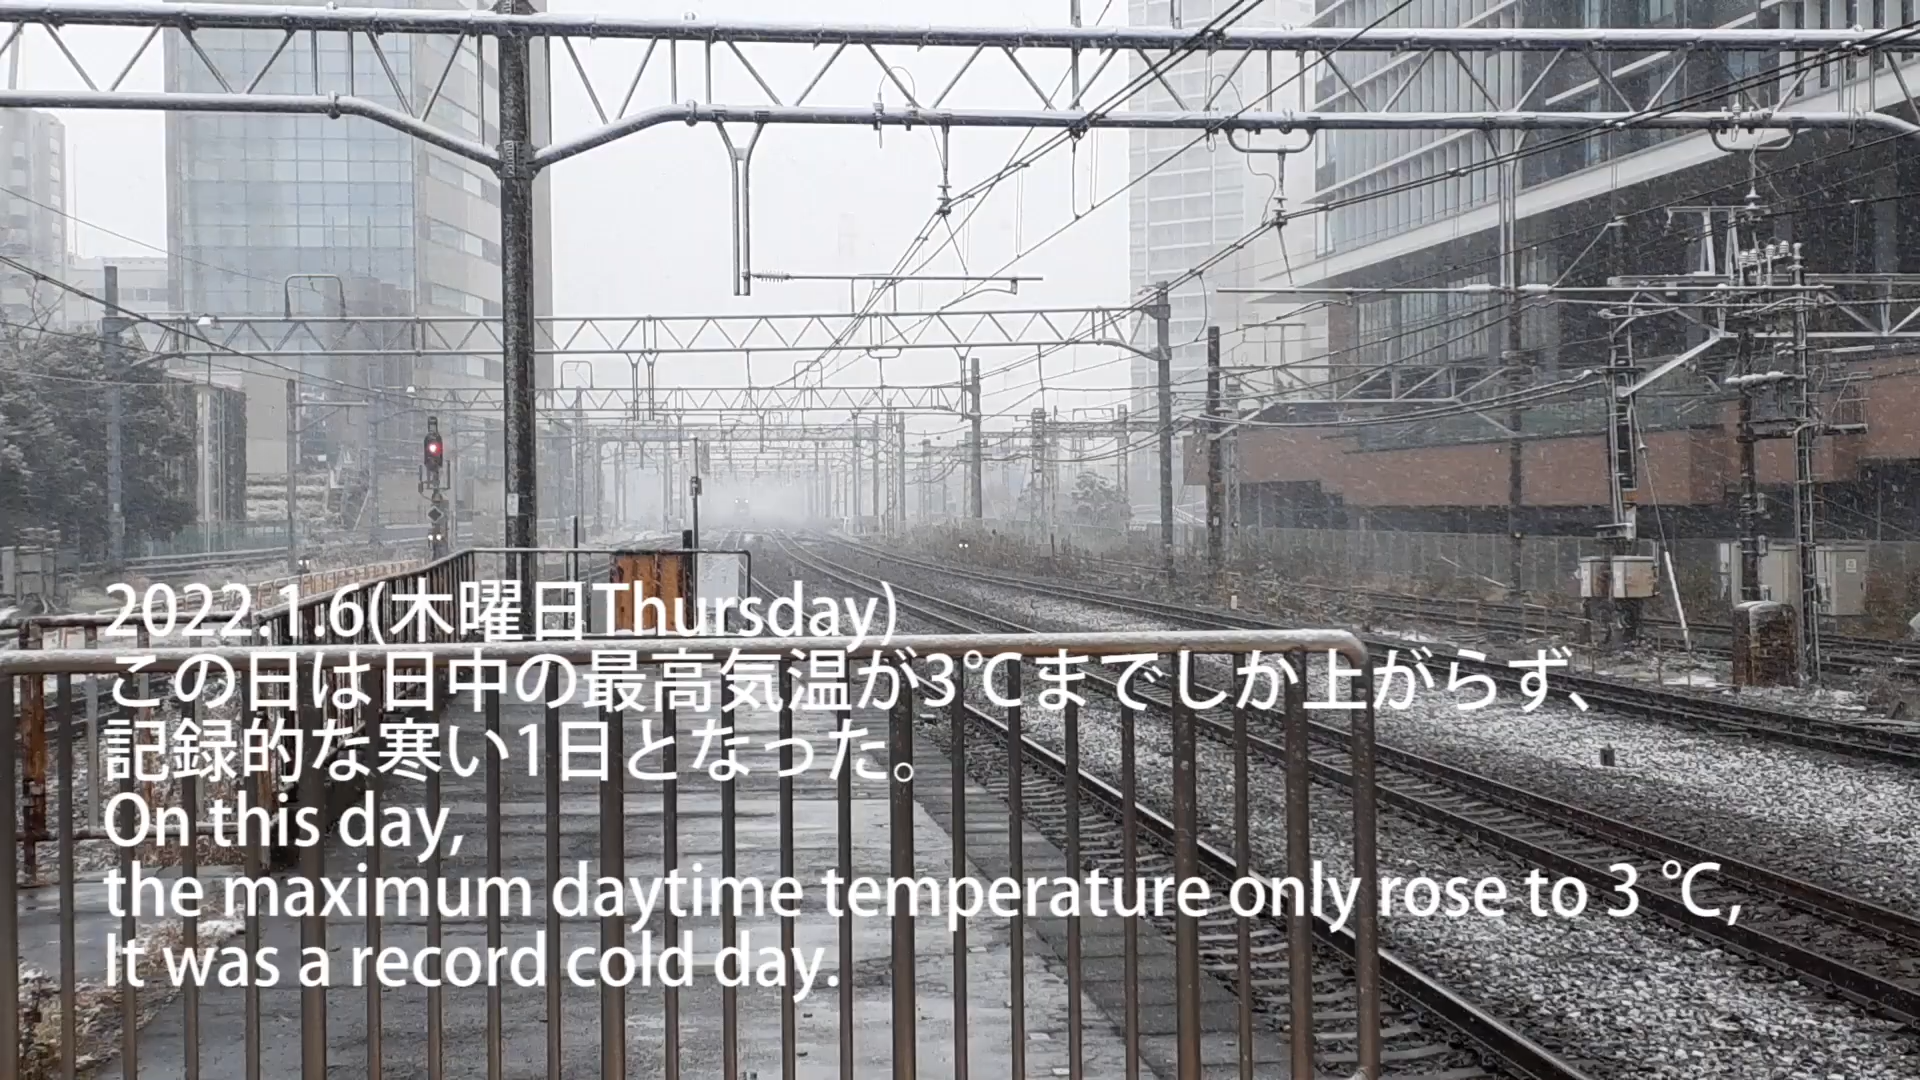 2022.1.6(木曜日Thursday)
この日は日中の最高気温が3℃までしか上がらず、
記録的な寒い1日となった。
On this day,
the maximum daytime temperature only rose to 3 ℃,
It was a record cold day.